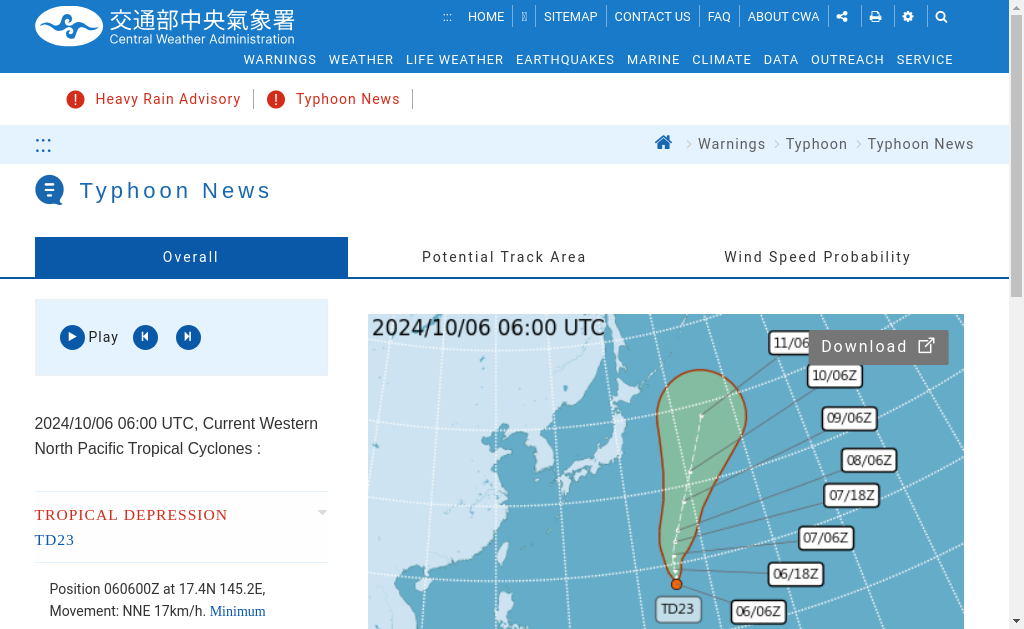 交通部中央氣象署
Central Weather Administration
::: HOME SITEMAP CONTACT US FAQ ABOUT CWA
WARNINGS WEATHER LIFE WEATHER EARTHQUAKES MARINE CLIMATE DATA OUTREACH SERVICE
Heavy Rain Advisory Typhoon News
::: Warnings Typhoon Typhoon News
Typhoon News
Overall Potential Track Area Wind Speed Probability
Play
2024/10/06 06:00 UTC, Current Western
North Pacific Tropical Cyclones :
TROPICAL DEPRESSION
TD23
Position 060600Z at 17.4N 145.2E,
Movement: NNE 17km/h. Minimum
2024/10/06 06:00 UTC
Download
11/06
10/06Z
09/06Z
08/06Z
07/18Z
07/06Z
06/18Z
06/06Z
TD23